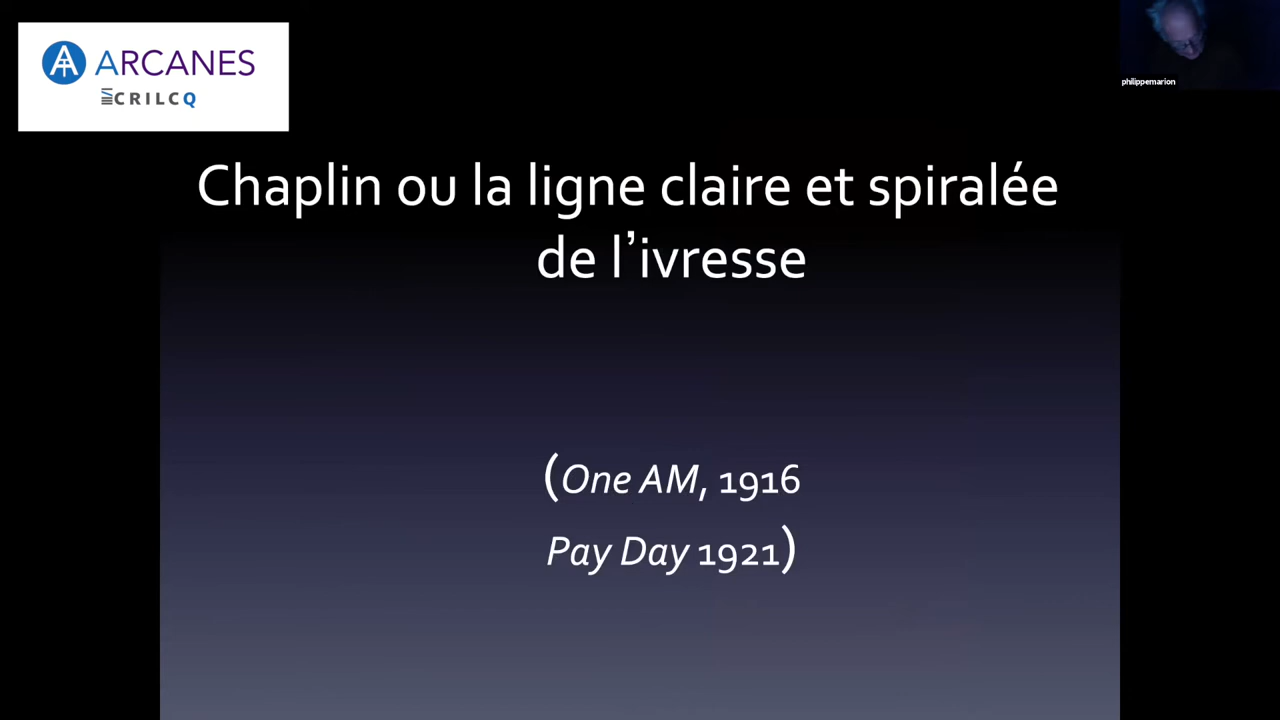 ARCANES
CRILCQ
philippemarion
Chaplin ou la ligne claire et spiralée
de l’ivresse
(One AM, 1916
Pay Day 1921)